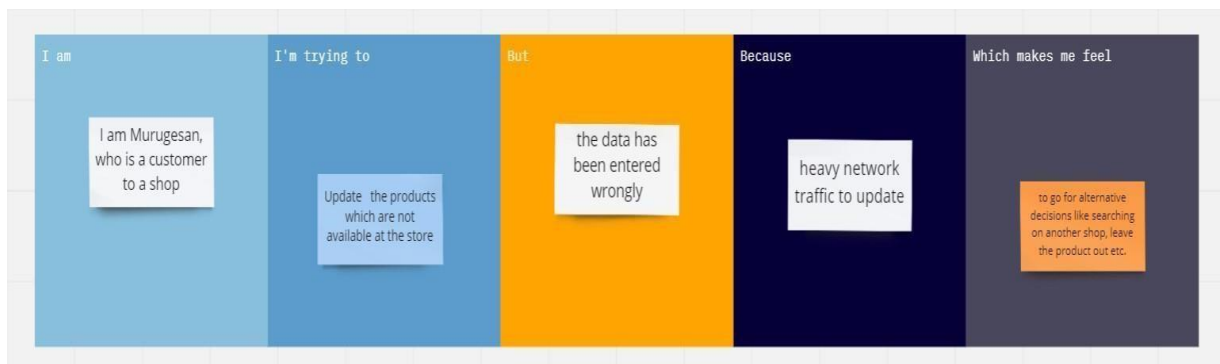 I am
I am Murugesan,
who is a customer
to a shop
I'm trying to
Update the products
which are not
available at the store
But
the data has
been entered
wrongly
Because
heavy network
traffic to update
Which makes me feel
to go for alternative
decisions like searching
on another shop, leave
the product out etc.